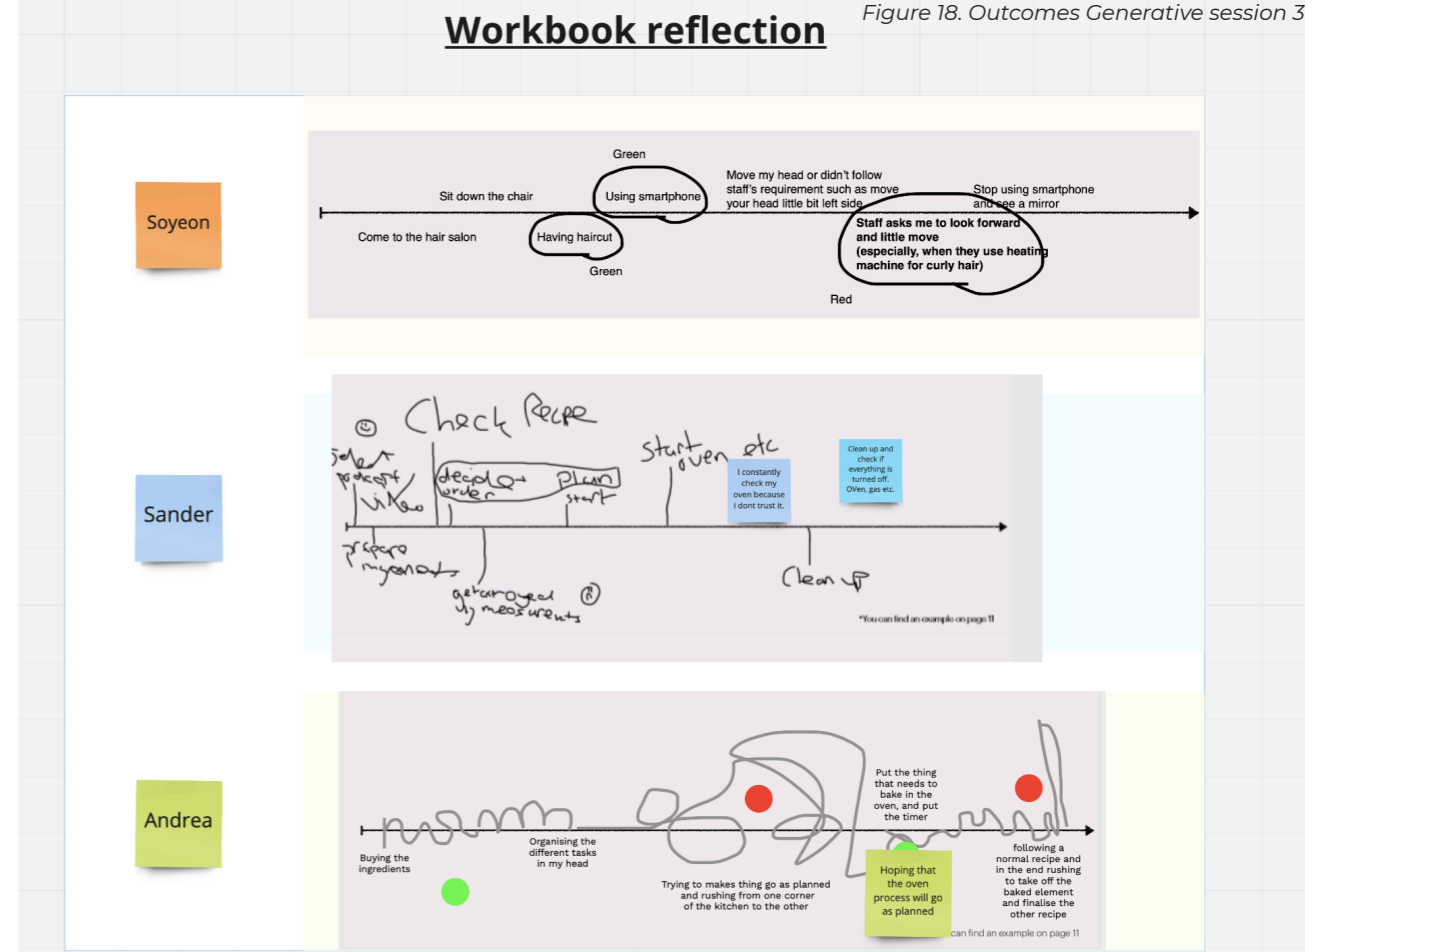 Figure 18. Outcomes Generative session 3
Workbook reflection
Soyeon
Green
Sit down the chair
Using smartphone
Move my head or didn't follow
staff's requirement such as move
your head little bit left side
Stop using smartphone
and see a mirror
Come to the hair salon
Having haircut
Green
Staff asks me to look forward
and little move
(especially, when they use heating
machine for curly hair)
Red
Sander
Check Recipe
select
podcast/
video
decide
order
plan
start
start
oven etc
I constantly
check my
oven because
i dont trust it.
Clean up and
check if
everything is
turned off.
OVen, gas etc.
prepare
get annoyed
measurments
Clean up
*You can find an example on page 11
Andrea
Buying the
ingredients
Organising the
different tasks
in my head
Trying to makes thing go as planned
and rushing from one corner
of the kitchen to the other
Put the thing
that needs to
bake in the
oven, and put
the timer
Hoping that
the oven
process will go
as planned
following a
normal recipe and
in the end rushing
to take off the
baked element
and finalise the
other recipe
can find an example on page 11